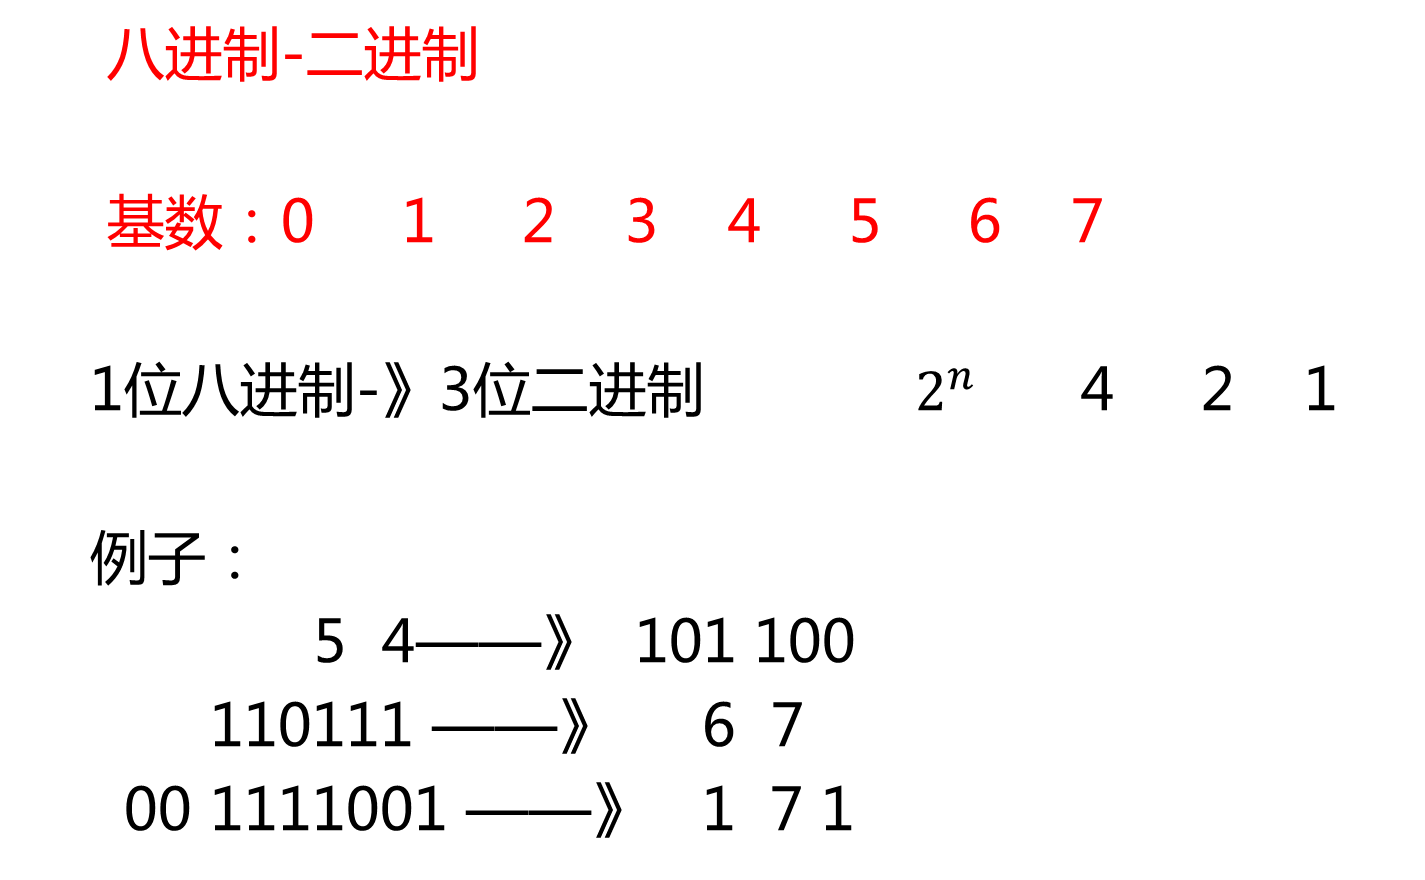 八进制-二进制
基数：0 1 2 3 4 5 6 7
1位八进制-》3位二进制 2ⁿ 4 2 1
例子：
5 4——》 101 100
110111 ——》 6 7
00 1111001 ——》 1 7 1